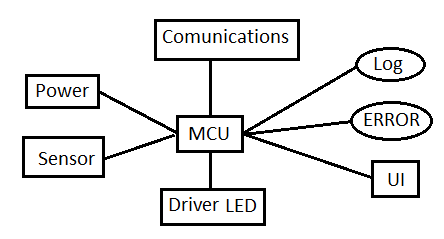 Comunications
Log
Power
ERROR
MCU
Sensor
UI
Driver LED